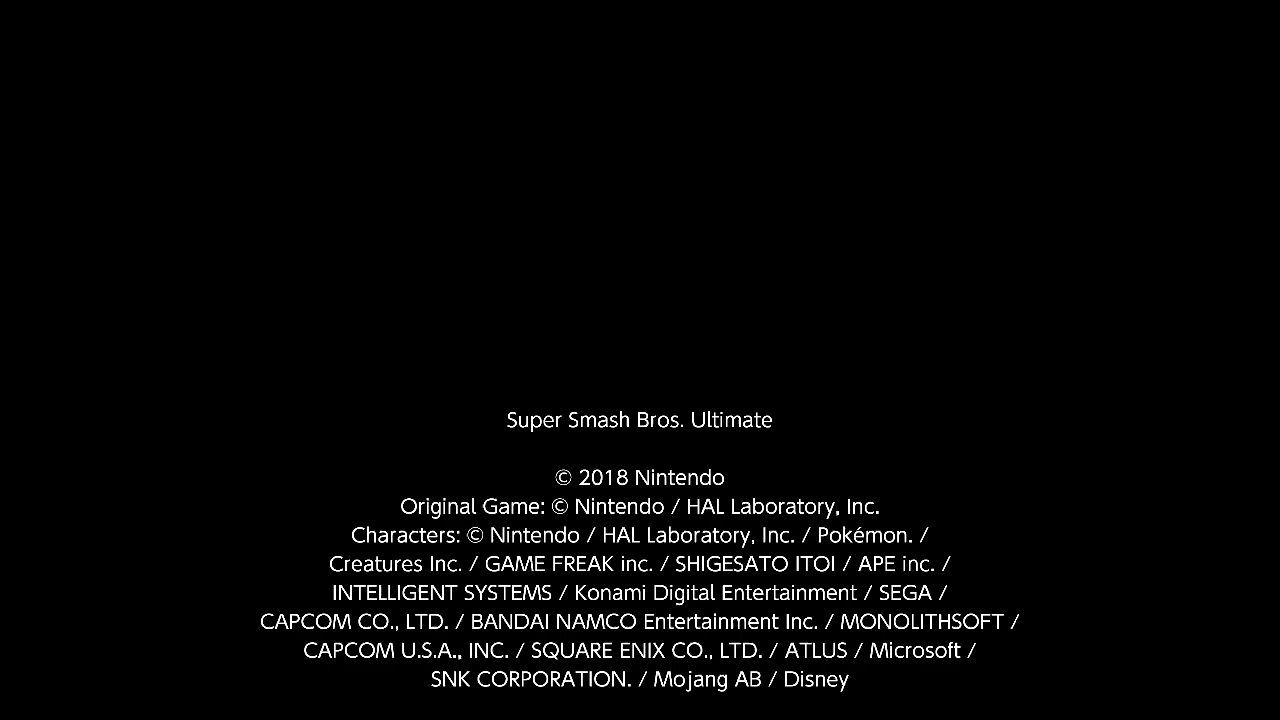 Super Smash Bros. Ultimate
© 2018 Nintendo
Original Game: © Nintendo / HAL Laboratory, Inc.
Characters: © Nintendo / HAL Laboratory, Inc. / Pokémon. /
Creatures Inc. / GAME FREAK inc. / SHIGESATO ITOI / APE inc. /
INTELLIGENT SYSTEMS / Konami Digital Entertainment / SEGA /
CAPCOM CO., LTD. / BANDAI NAMCO Entertainment Inc. / MONOLITHSOFT /
CAPCOM U.S.A., INC. / SQUARE ENIX CO., LTD. / ATLUS / Microsoft /
SNK CORPORATION. / Mojang AB / Disney